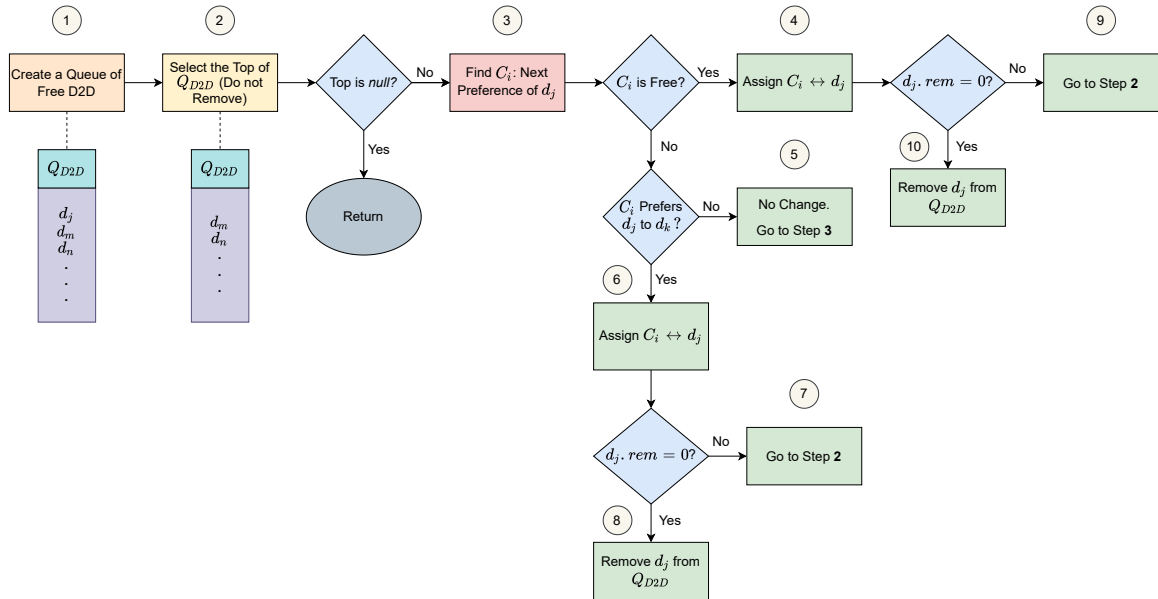 1
2
3
4
9
Create a Queue of
Free D2D
Select the Top of
Q_{D2D} (Do not
Remove)
Top is null?
No
Find C_i: Next
Preference of d_j
C_i is Free?
Yes
Assign C_i ↔ d_j
d_j. rem = 0?
No
Go to Step 2
Yes
No
Yes
10
5
Q_{D2D}
Q_{D2D}
Return
C_i Prefers
d_j to d_k?
No
No Change.
Go to Step 3
Remove d_j from
Q_{D2D}
d_j
d_m
d_n
.
.
.
d_m
d_n
.
.
.
6
Yes
Assign C_i ↔ d_j
7
d_j. rem = 0?
No
Go to Step 2
8
Yes
Remove d_j from
Q_{D2D}